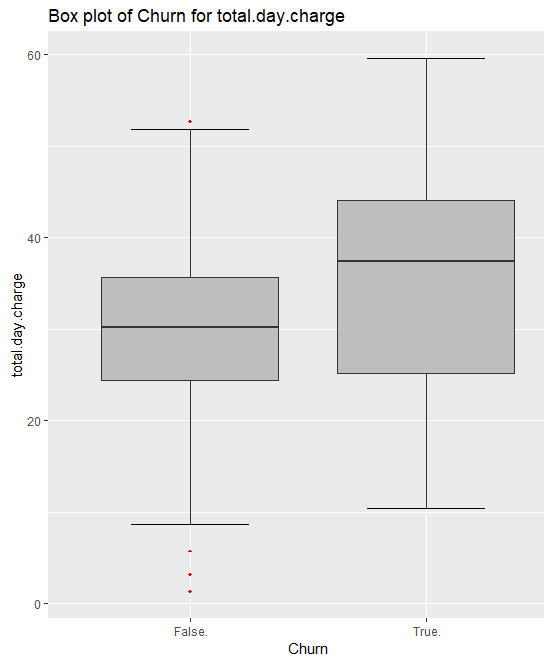 Box plot of Churn for total.day.charge
60
40
20
0
total.day.charge
False.
True.
Churn